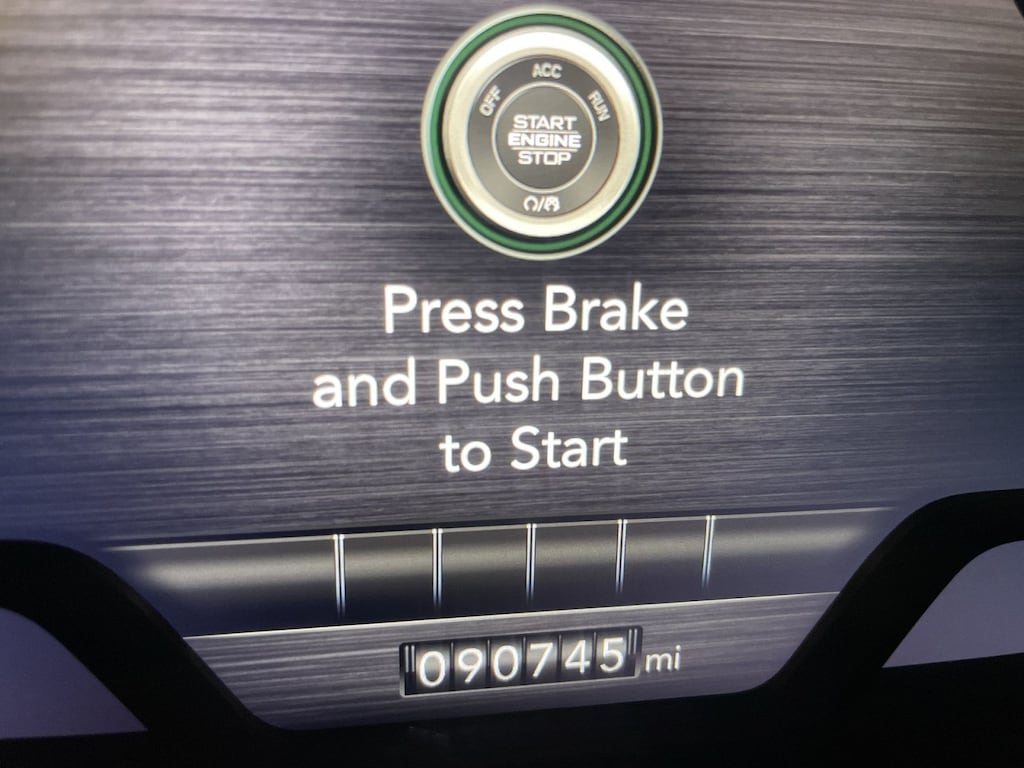 OFF ACC RUN
START
ENGINE
STOP
Press Brake
and Push Button
to Start
090745 mi